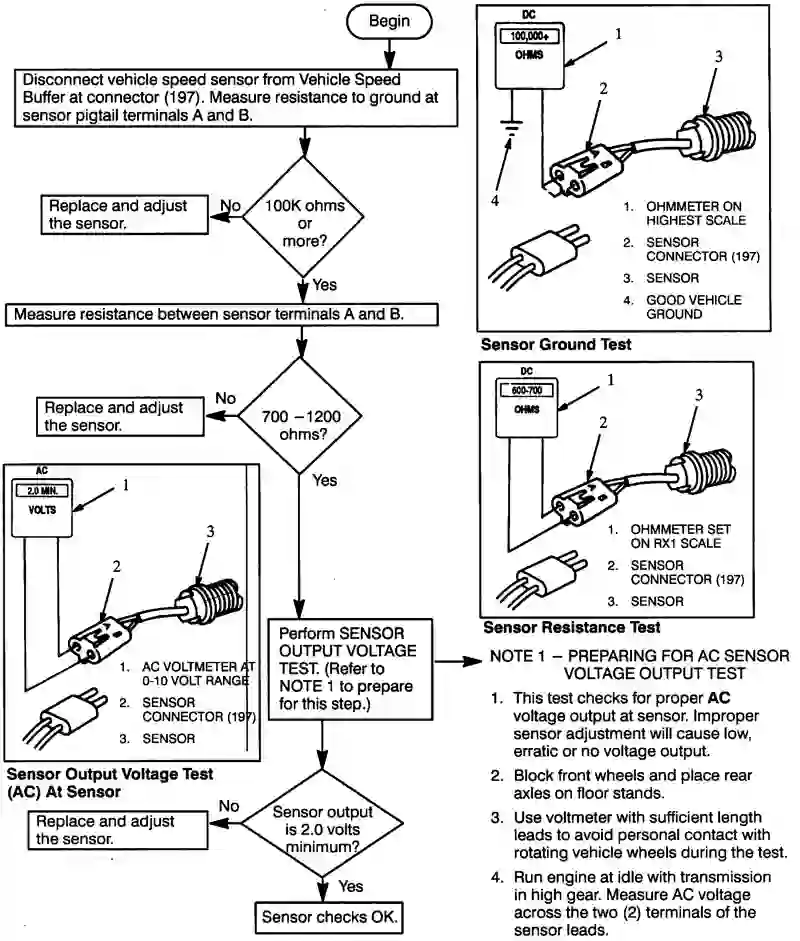 Begin
Disconnect vehicle speed sensor from Vehicle Speed
Buffer at connector (197). Measure resistance to ground at
sensor pigtail terminals A and B.
100K ohms
or
more?
No
Replace and adjust
the sensor.
Yes
Measure resistance between sensor terminals A and B.
700 – 1200
ohms?
No
Replace and adjust
the sensor.
Yes
Perform SENSOR
OUTPUT VOLTAGE
TEST. (Refer to
NOTE 1 to prepare
for this step.)
Sensor output
is 2.0 volts
minimum?
No
Replace and adjust
the sensor.
Yes
Sensor checks OK.
AC
2.0 MIN.
VOLTS
1
2
3
A
B
1. AC VOLTMETER AT
0-10 VOLT RANGE
2. SENSOR
CONNECTOR (197)
3. SENSOR
Sensor Output Voltage Test
(AC) At Sensor
DC
100,000+
OHMS
1
2
3
4
A
B
1. OHMMETER ON
HIGHEST SCALE
2. SENSOR
CONNECTOR (197)
3. SENSOR
4. GOOD VEHICLE
GROUND
Sensor Ground Test
DC
600-700
OHMS
1
2
3
A
B
1. OHMMETER SET
ON RX1 SCALE
2. SENSOR
CONNECTOR (197)
3. SENSOR
Sensor Resistance Test
NOTE 1 – PREPARING FOR AC SENSOR
VOLTAGE OUTPUT TEST
1. This test checks for proper AC
voltage output at sensor. Improper
sensor adjustment will cause low,
erratic or no voltage output.
2. Block front wheels and place rear
axles on floor stands.
3. Use voltmeter with sufficient length
leads to avoid personal contact with
rotating vehicle wheels during the test.
4. Run engine at idle with transmission
in high gear. Measure AC voltage
across the two (2) terminals of the
sensor leads.